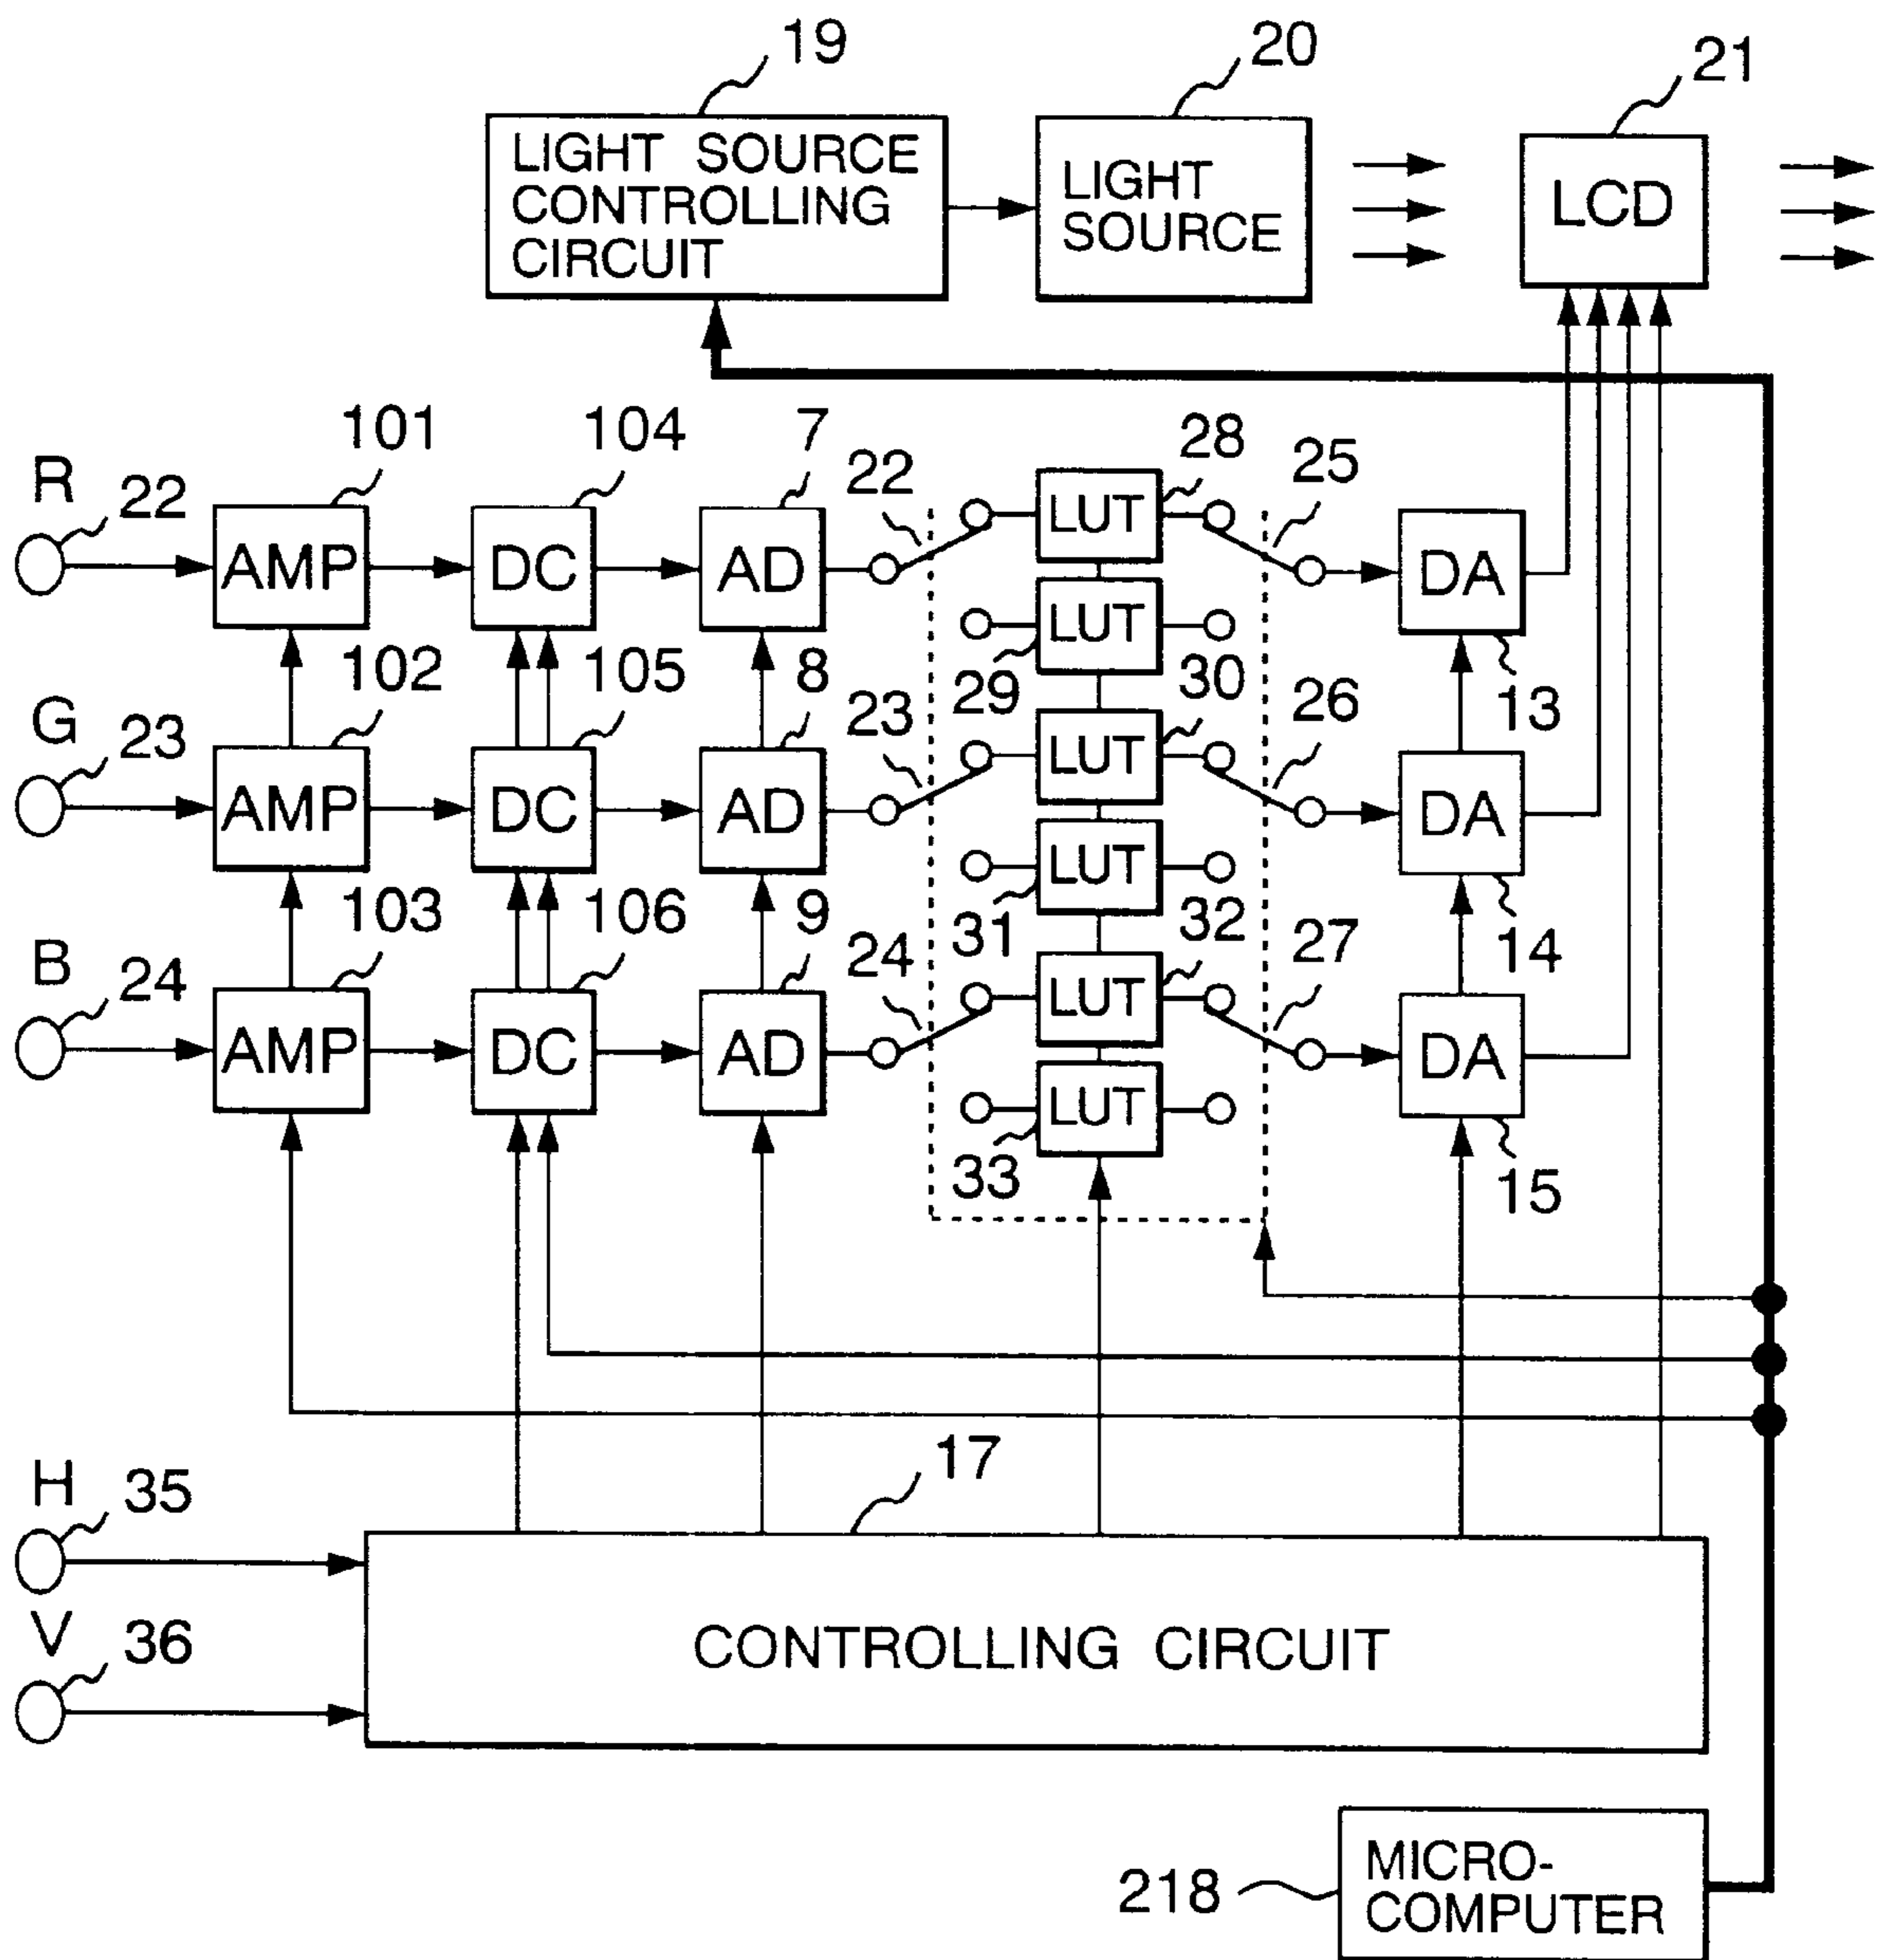 19
20
21
LIGHT SOURCE
CONTROLLING
CIRCUIT
LIGHT
SOURCE
LCD
R
22
101
104
7
22
28
25
AMP
DC
AD
LUT
DA
LUT
13
G
23
102
105
8
23
29
30
26
AMP
DC
AD
LUT
DA
LUT
14
B
24
103
106
9
24
31
32
27
AMP
DC
AD
LUT
DA
LUT
33
15
H
35
17
V
36
CONTROLLING CIRCUIT
218
MICRO-
COMPUTER